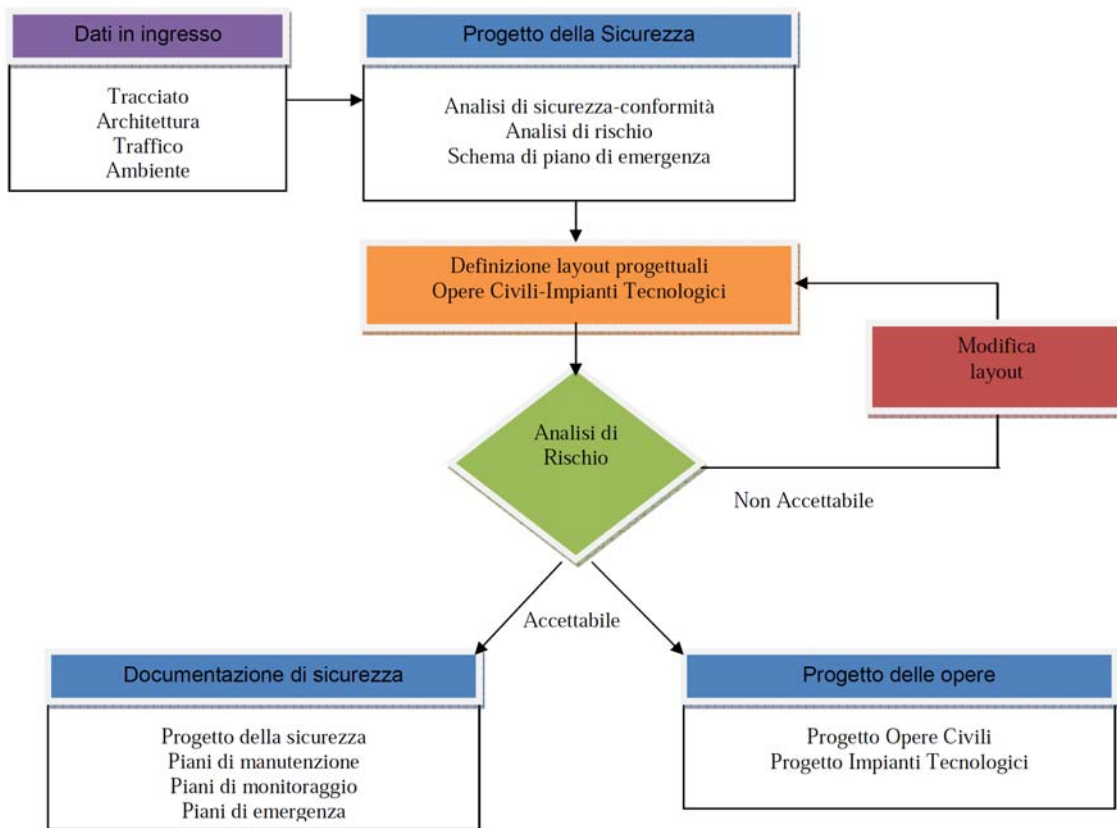 Dati in ingresso
Tracciato
Architettura
Traffico
Ambiente
Progetto della Sicurezza
Analisi di sicurezza-conformità
Analisi di rischio
Schema di piano di emergenza
Definizione layout progettuali
Opere Civili-Impianti Tecnologici
Modifica
layout
Analisi di
Rischio
Non Accettabile
Accettabile
Documentazione di sicurezza
Progetto della sicurezza
Piani di manutenzione
Piani di monitoraggio
Piani di emergenza
Progetto delle opere
Progetto Opere Civili
Progetto Impianti Tecnologici